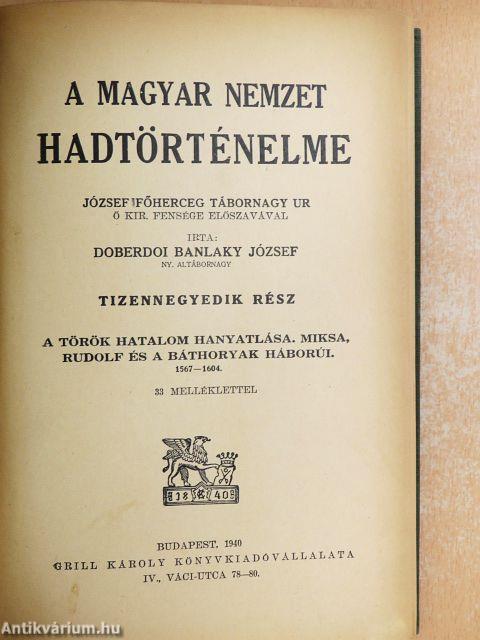 A MAGYAR NEMZET
HADTÖRTÉNELME
JÓZSEF FŐHERCEG TÁBORNAGY UR
Ő KIR. FENSÉGE ELŐSZAVÁVAL
IRTA:
DOBERDOI BANLAKY JÓZSEF
NY. ALTÁBORNAGY
TIZENNEGYEDIK RÉSZ
A TÖRÖK HATALOM HANYATLÁSA. MIKSA,
RUDOLF ÉS A BÁTHORYAK HÁBORÚI.
1567—1604.
33 MELLÉKLETTEL
18 40
BUDAPEST, 1940
GRILL KÁROLY KÖNYVKIADÓVÁLLALATA
IV., VÁCI-UTCA 78—80.
Antikvárium.hu